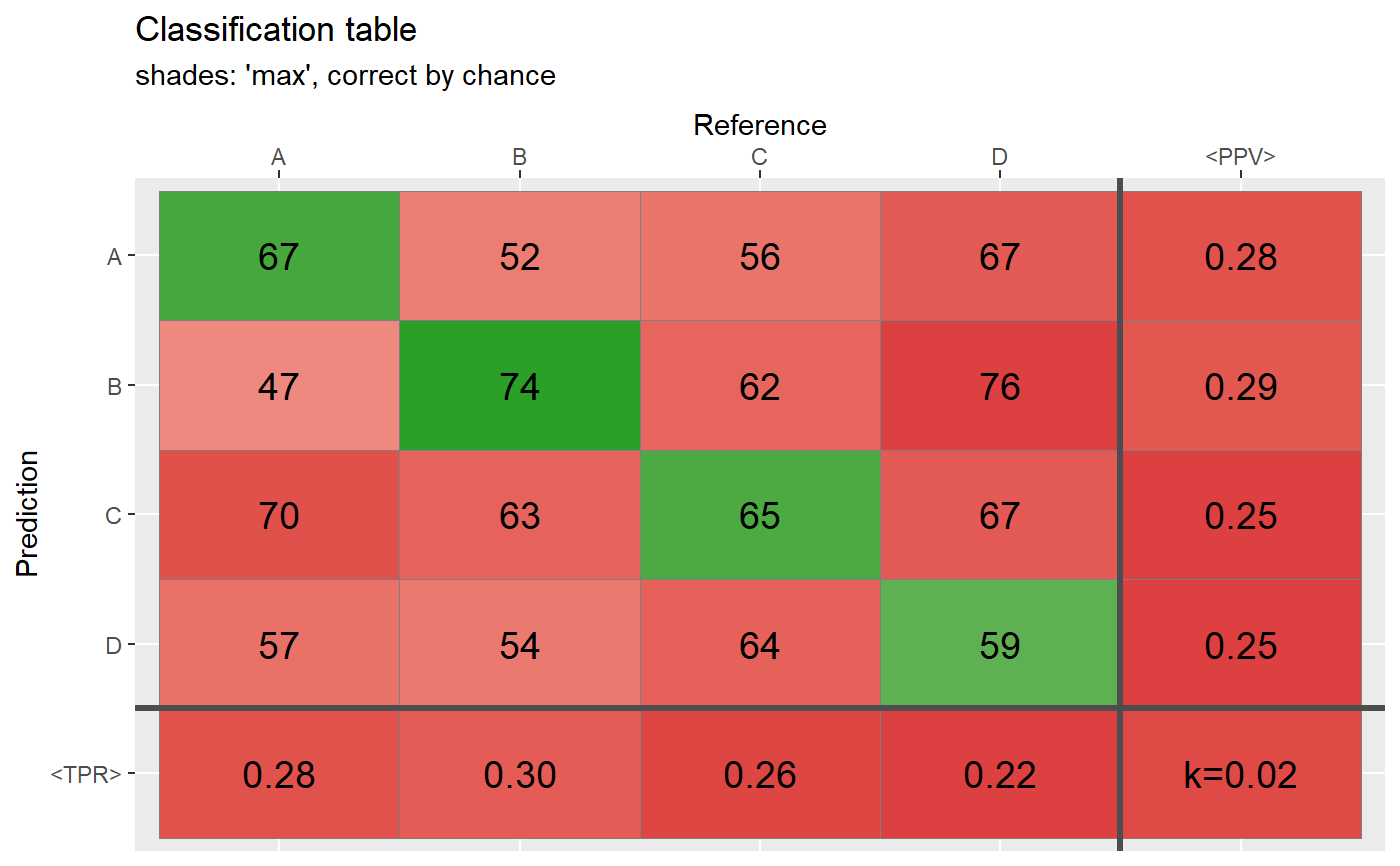 Classification table
shades: 'max', correct by chance
Reference
A B C D <PPV>
A 67 52 56 67 0.28
B 47 74 62 76 0.29
C 70 63 65 67 0.25
D 57 54 64 59 0.25
<TPR> 0.28 0.30 0.26 0.22 k=0.02
Prediction